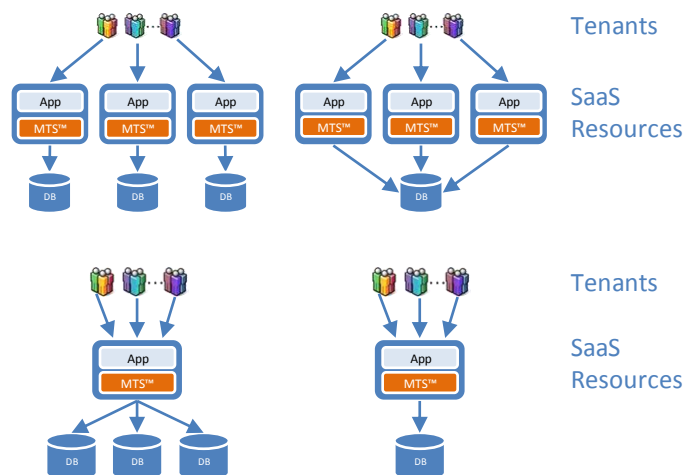 Tenants
App
App
App
App
App
App
SaaS
Resources
MTS™
MTS™
MTS™
MTS™
MTS™
MTS™
DB
DB
DB
DB
Tenants
App
App
SaaS
Resources
MTS™
MTS™
DB
DB
DB
DB